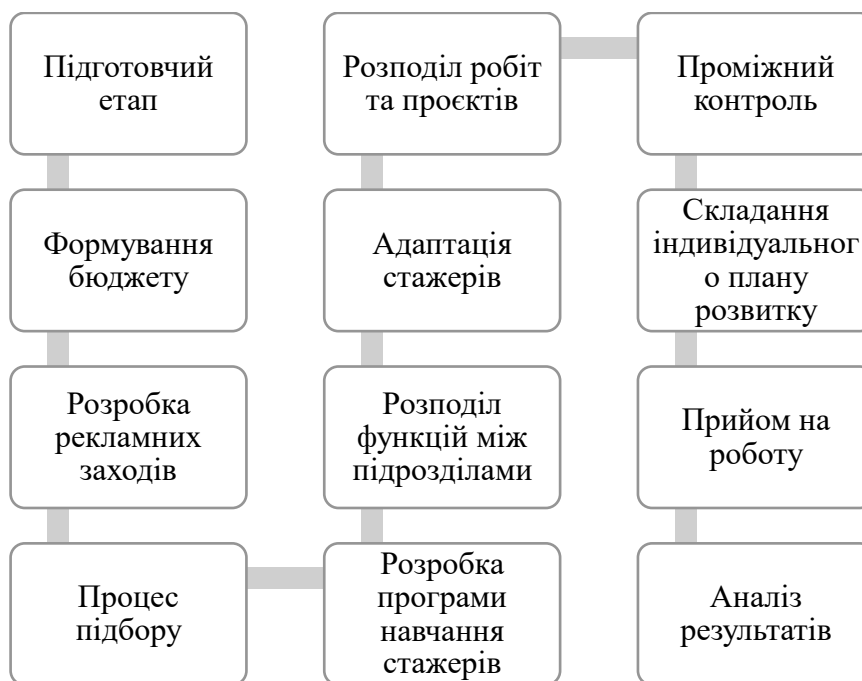 Підготовчий
етап
Формування
бюджету
Розробка
рекламних
заходів
Процес
підбору
Розробка
програми
навчання
стажерів
Розподіл
функцій між
підрозділами
Адаптація
стажерів
Розподіл робіт
та проєктів
Проміжний
контроль
Складання
індивідуальног
о плану
розвитку
Прийом на
роботу
Аналіз
результатів